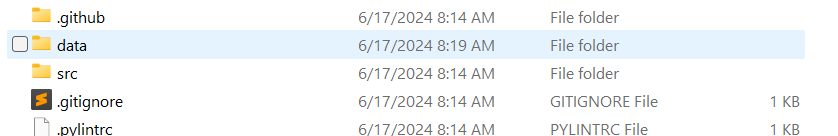 .github 6/17/2024 8:14 AM File folder
data 6/17/2024 8:19 AM File folder
src 6/17/2024 8:14 AM File folder
.gitignore 6/17/2024 8:14 AM GITIGNORE File 1 KB
.pylintrc 6/17/2024 8:14 AM PYLINTRC File 1 KB